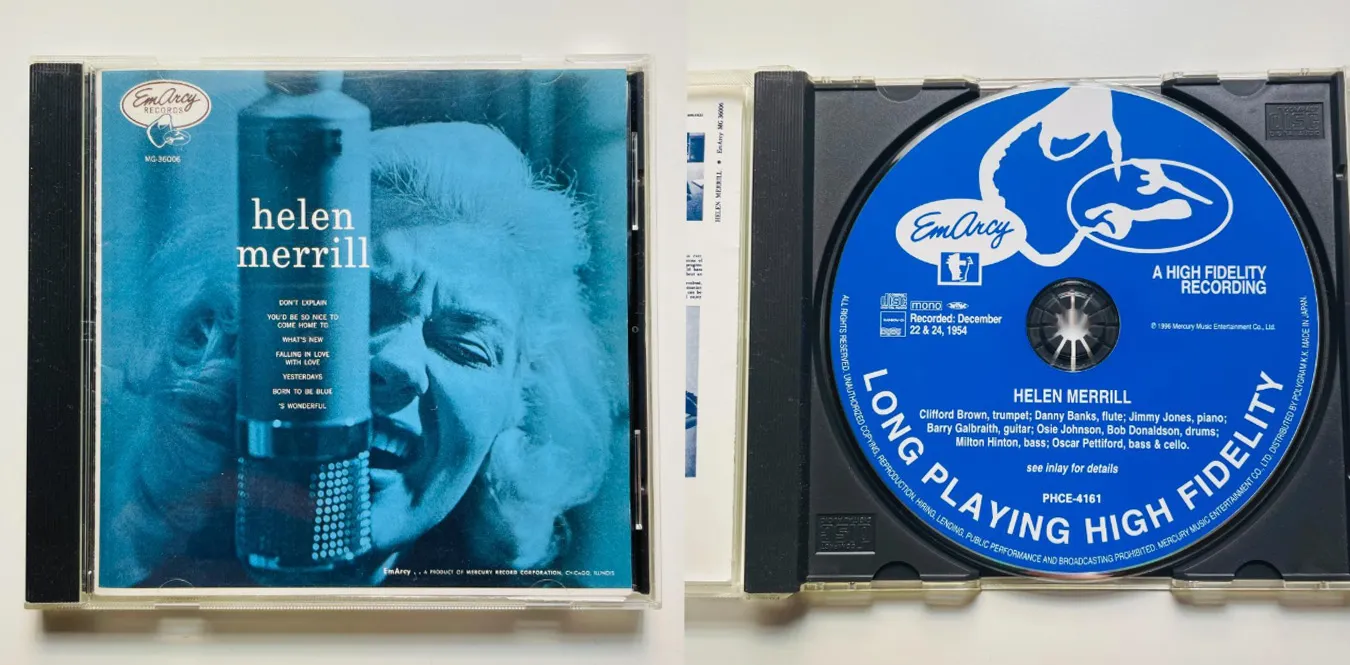 EmArcy
RECORDS
MG-36006
helen
merrill
DON'T EXPLAIN
YOU'D BE SO NICE TO
COME HOME TO
WHAT'S NEW
FALLING IN LOVE
WITH LOVE
YESTERDAYS
BORN TO BE BLUE
'S WONDERFUL
EmArcy . . A PRODUCT OF MERCURY RECORD CORPORATION, CHICAGO, ILLINOIS
HELEN MERRILL • EmArcy MG 36006
EmArcy
A HIGH FIDELITY
RECORDING
mono
Recorded: December
22 & 24, 1954
℗ 1996 Mercury Music Entertainment Co., Ltd.
HELEN MERRILL
Clifford Brown, trumpet; Danny Banks, flute; Jimmy Jones, piano;
Barry Galbraith, guitar; Osie Johnson, Bob Donaldson, drums;
Milton Hinton, bass; Oscar Pettiford, bass & cello.
see inlay for details
PHCE-4161
LONG PLAYING HIGH FIDELITY
ALL RIGHTS RESERVED. UNAUTHORIZED COPYING, REPRODUCTION, HIRING, LENDING, PUBLIC PERFORMANCE AND BROADCASTING PROHIBITED. MERCURY MUSIC ENTERTAINMENT CO., LTD. DISTRIBUTED BY POLYGRAM K.K. MADE IN JAPAN.